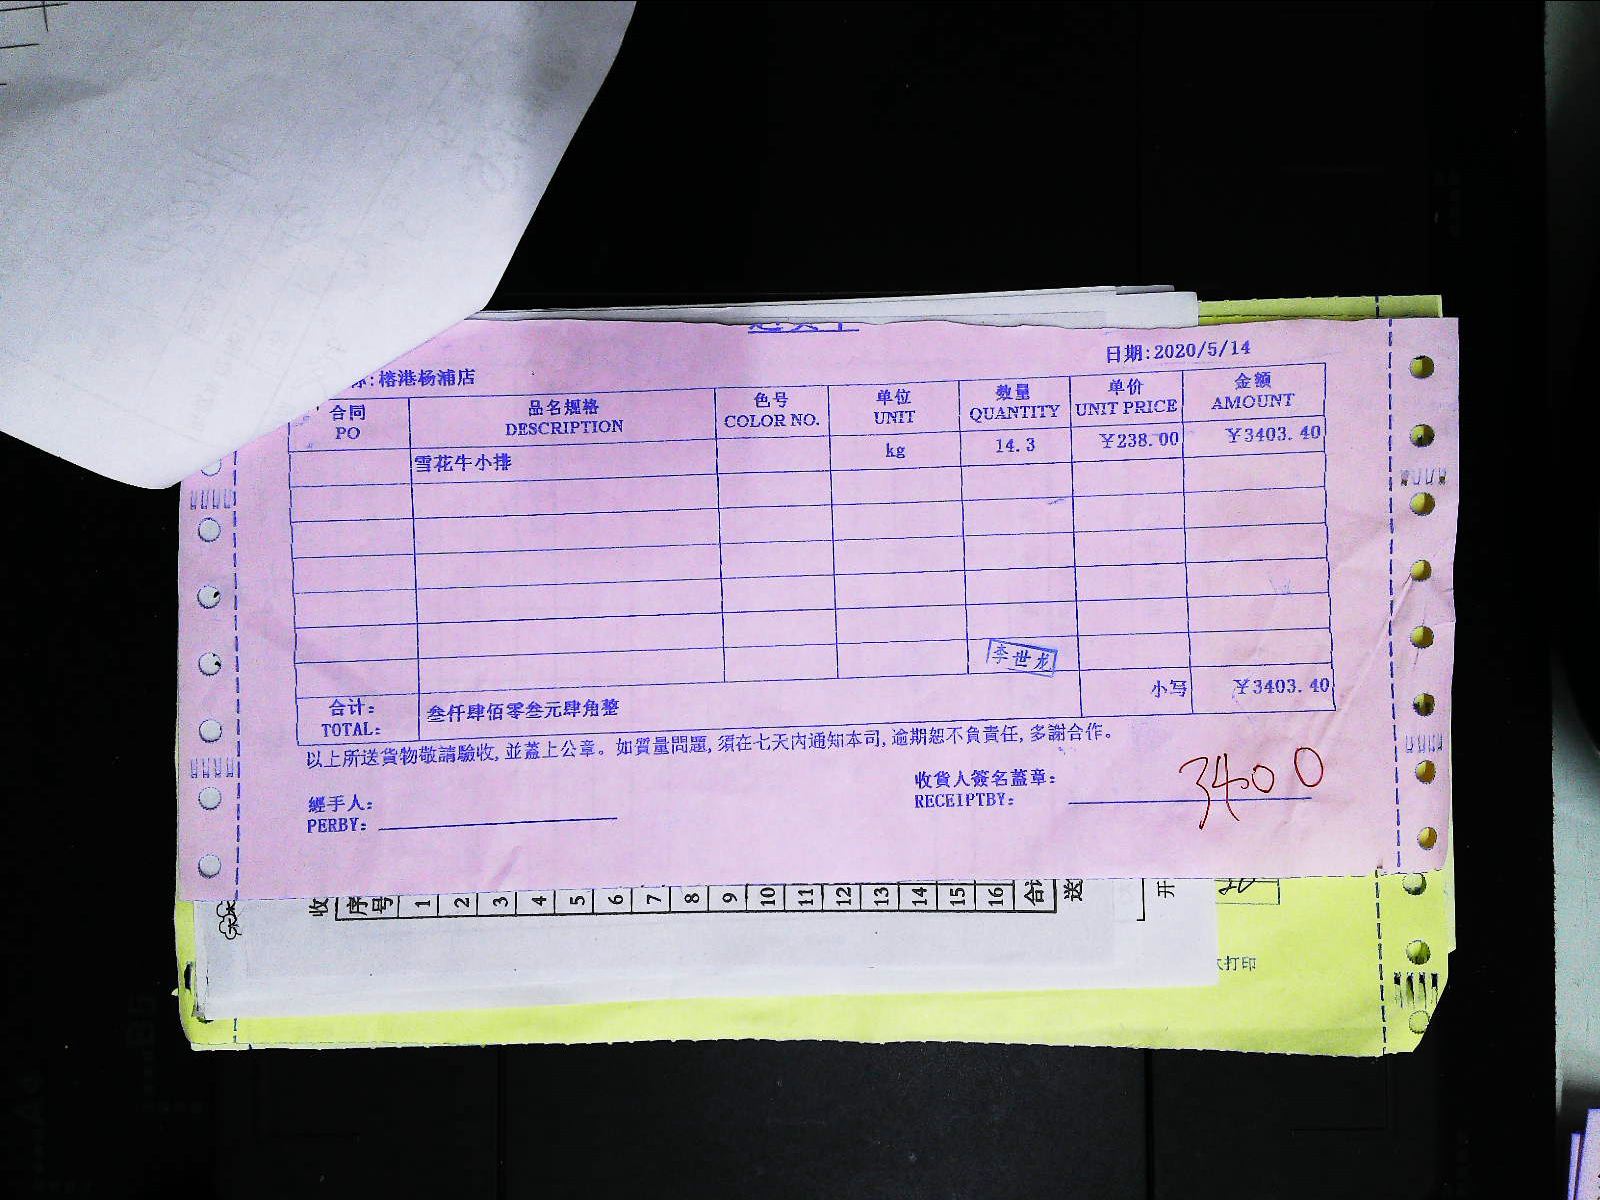 日期:2020/5/14
:榕港杨浦店
合同 品名规格 色号 单位 数量 单价 金额
PO DESCRIPTION COLOR NO. UNIT QUANTITY UNIT PRICE AMOUNT
雪花牛小排 kg 14.3 ¥238.00 ¥3403.40
李世龙
合计: 叁仟肆佰零叁元肆角整 小写 ¥3403.40
TOTAL:
以上所送貨物敬請驗收,並蓋上公章。如質量問題,須在七天內通知本司,逾期恕不負責任,多謝合作。
經手人: 收貨人簽名蓋章:
PERBY: RECEIPTBY:
3400
收
序号 1 2 3 4 5 6 7 8 9 10 11 12 13 14 15 16 合
送
开
打印